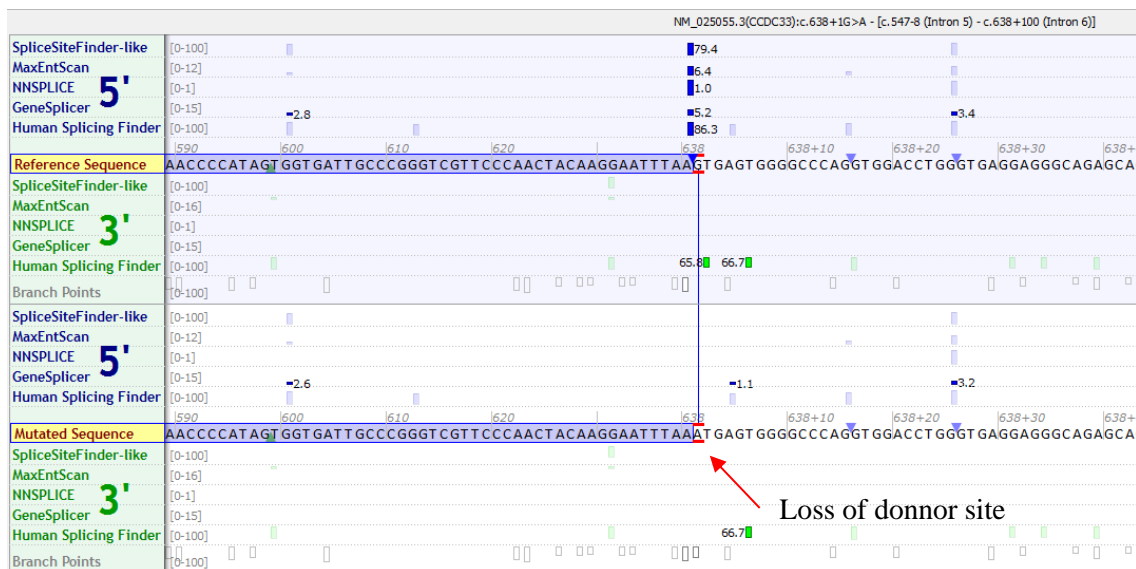 NM_025055.3(CCDC33):c.638+1G>A - [c.547-8 (Intron 5) - c.638+100 (Intron 6)]
SpliceSiteFinder-like [0-100] 79.4
MaxEntScan [0-12] 6.4
NNSPLICE 5' [0-1] 1.0
GeneSplicer [0-15] 2.8 5.2 3.4
Human Splicing Finder [0-100] 86.3
590 600 610 620 638 638+10 638+20 638+30 638+
Reference Sequence AACCCCATAGTGGTGATTGCCCGGGTCGTTCCCAACTACAAGGAATTTAAGTGAGTGGGGCCCAGGTGGACCTGGGTGAGGAGGGCAGAGCA
SpliceSiteFinder-like [0-100]
MaxEntScan [0-16]
NNSPLICE 3' [0-1]
GeneSplicer [0-15]
Human Splicing Finder [0-100] 65.8 66.7
Branch Points [0-100]
SpliceSiteFinder-like [0-100]
MaxEntScan [0-12]
NNSPLICE 5' [0-1]
GeneSplicer [0-15] 2.6 1.1 3.2
Human Splicing Finder [0-100]
590 600 610 620 638 638+10 638+20 638+30 638+
Mutated Sequence AACCCCATAGTGGTGATTGCCCGGGTCGTTCCCAACTACAAGGAATTTAAATGAGTGGGGCCCAGGTGGACCTGGGTGAGGAGGGCAGAGCA
SpliceSiteFinder-like [0-100]
MaxEntScan [0-16]
NNSPLICE 3' [0-1]
GeneSplicer [0-15]
Loss of donnor site
Human Splicing Finder [0-100] 66.7
Branch Points [0-100]